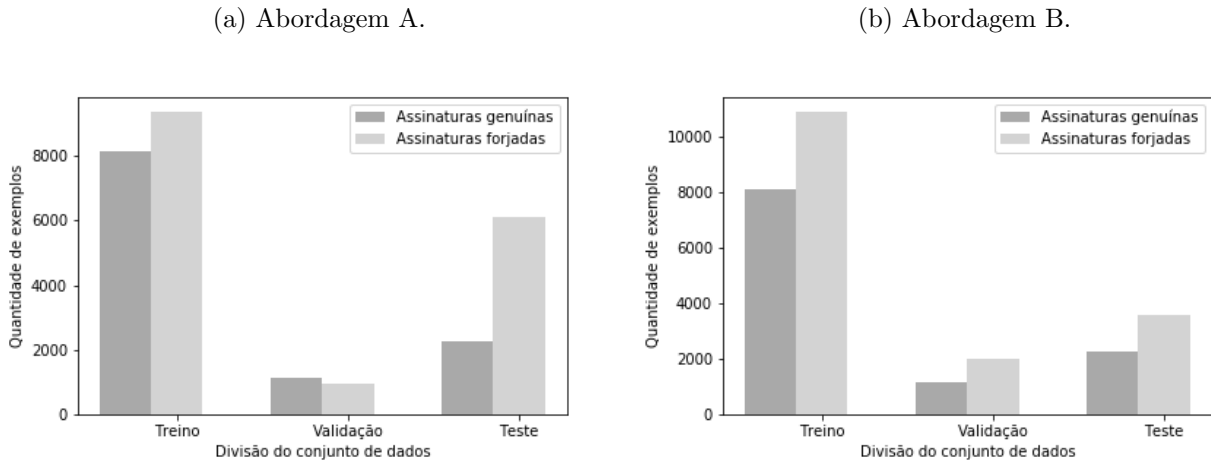 (a) Abordagem A.
Assinaturas genuínas
Assinaturas forjadas
Quantidade de exemplos
8000
6000
4000
2000
0
Treino Validação Teste
Divisão do conjunto de dados
(b) Abordagem B.
Assinaturas genuínas
Assinaturas forjadas
Quantidade de exemplos
10000
8000
6000
4000
2000
0
Treino Validação Teste
Divisão do conjunto de dados